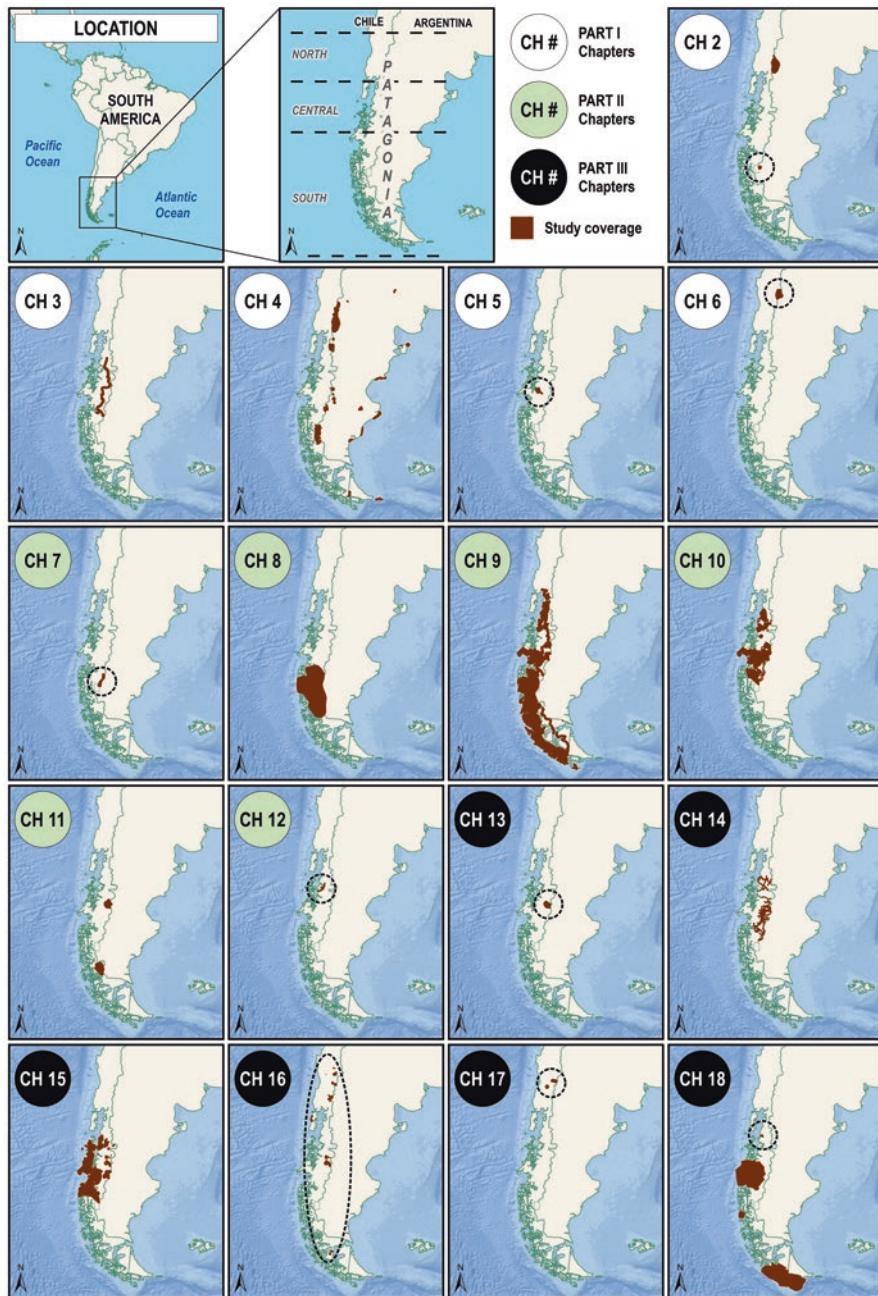 LOCATION
SOUTH
AMERICA
Pacific
Ocean
Atlantic
Ocean
N
CHILE
ARGENTINA
NORTH
CENTRAL
SOUTH
PATAGONIA
N
CH #
PART I
Chapters
CH #
PART II
Chapters
CH #
PART III
Chapters
Study coverage
CH 2
N
CH 3
N
CH 4
N
CH 5
N
CH 6
N
CH 7
N
CH 8
N
CH 9
N
CH 10
N
CH 11
N
CH 12
N
CH 13
N
CH 14
N
CH 15
N
CH 16
N
CH 17
N
CH 18
N